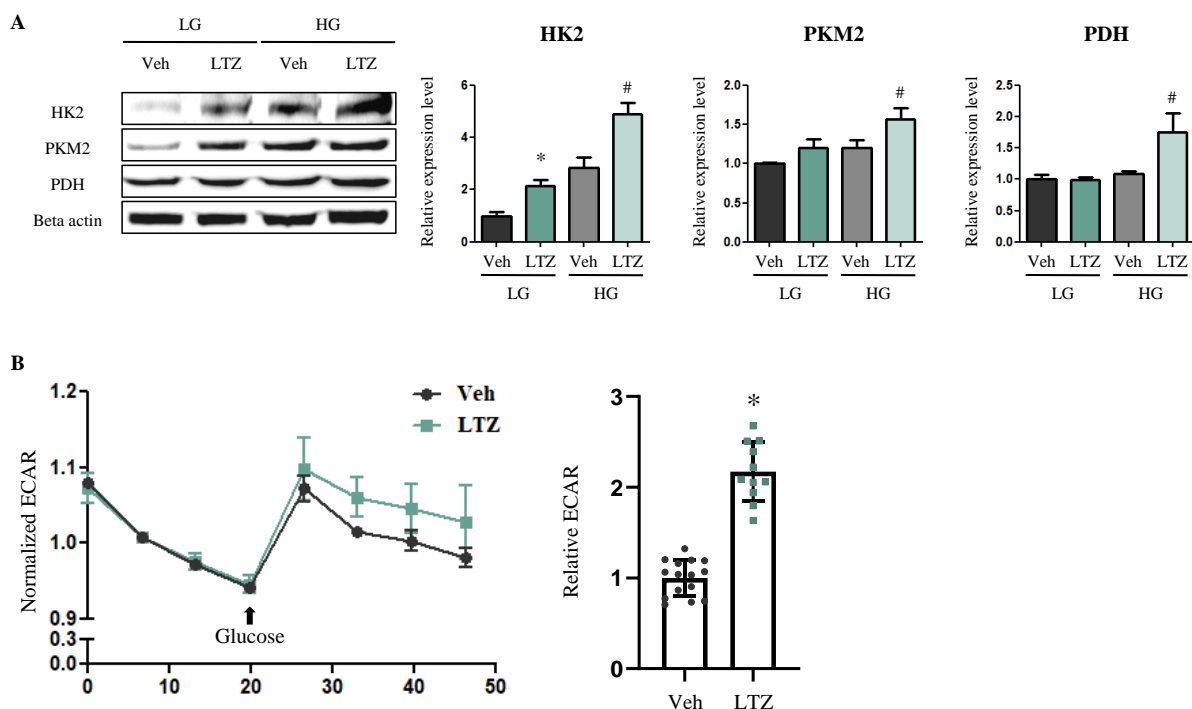 A
LG HG
Veh LTZ Veh LTZ
HK2
PKM2
PDH
Beta actin
HK2
Relative expression level
6
4
2
0
*
#
Veh LTZ Veh LTZ
LG HG
PKM2
Relative expression level
2.0
1.5
1.0
0.5
0.0
#
Veh LTZ Veh LTZ
LG HG
PDH
Relative expression level
2.5
2.0
1.5
1.0
0.5
0.0
#
Veh LTZ Veh LTZ
LG HG
B
Normalized ECAR
1.2
1.1
1.0
0.9
0.3
0.0
Veh
LTZ
Glucose
0 10 20 30 40 50
Relative ECAR
3
2
1
0
*
Veh LTZ